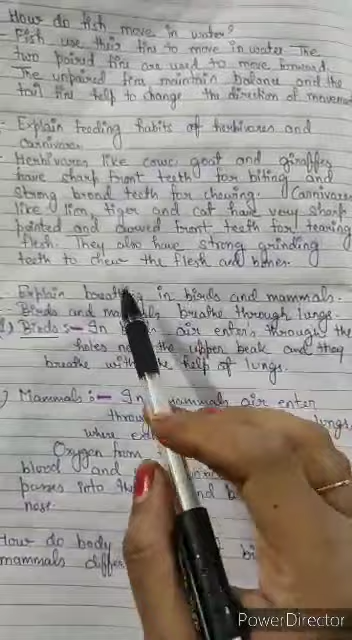 How do fish move in water?
Fish use their fins to move in water. The
two paired fins are used to move forward.
The unpaired fins maintain balance and the
tail fins help to change the direction of movement
Explain feeding habits of herbivores and
carnivores.
Herbivores like cow, goat and giraffes
have sharp front teeth for biting and
strong broad teeth for chewing. Carnivores
like lion, tiger and cat have very sharp
pointed and curved front teeth for tearing
flesh. They also have strong grinding
teeth to chew the flesh and bones.
Explain breathing in birds and mammals.
Birds and mammals breathe through lungs.
Birds :- In air enters through the
holes the upper beak and they
breathe with the help of lungs.
Mammals :- In mammals air enter
lungs,
where
Oxygen from
blood and
passes into the
nose.
How do body
mammals
PowerDirector